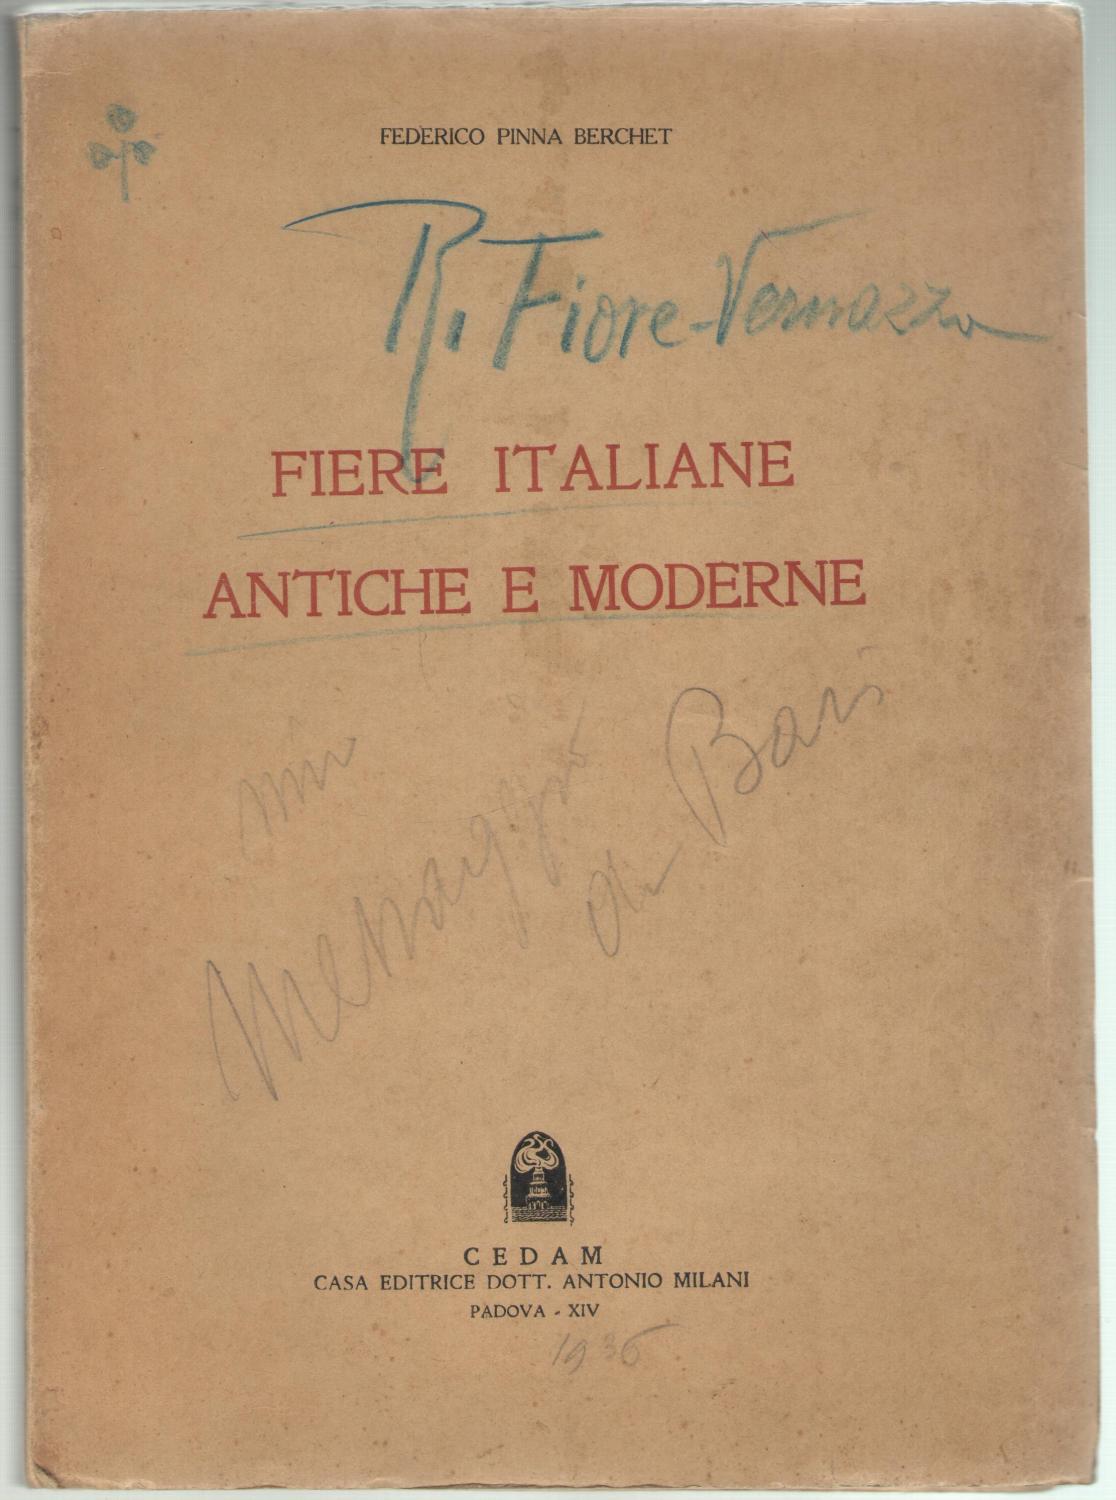 FEDERICO PINNA BERCHET
R. Fiore-Vernazza
FIERE ITALIANE
ANTICHE E MODERNE
di Bari
CEDAM
CASA EDITRICE DOTT. ANTONIO MILANI
PADOVA - XIV
1936